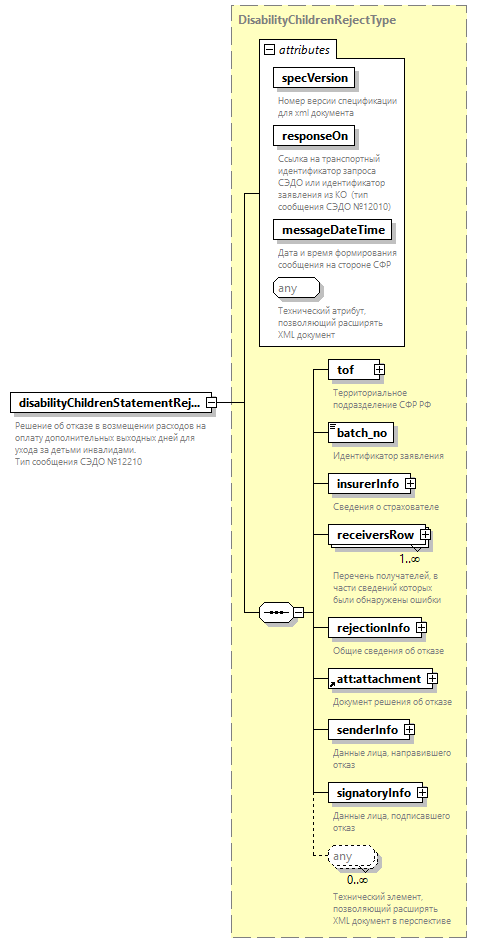 DisabilityChildrenRejectType
attributes
specVersion
Номер версии спецификации
для xml документа
responseOn
Ссылка на транспортный
идентификатор запроса
СЭДО или идентификатор
заявления из КО (тип
сообщения СЭДО №12010)
messageDateTime
Дата и время формирования
сообщения на стороне СФР
any
Технический атрибут,
позволяющий расширять
XML документ
disabilityChildrenStatementRej...
Решение об отказе в возмещении расходов на
оплату дополнительных выходных дней для
ухода за детьми инвалидами.
Тип сообщения СЭДО №12210
tof
Территориальное
подразделение СФР РФ
batch_no
Идентификатор заявления
insurerInfo
Сведения о страхователе
receiversRow
1..∞
Перечень получателей, в
части сведений которых
были обнаружены ошибки
rejectionInfo
Общие сведения об отказе
att:attachment
Документ решения об отказе
senderInfo
Данные лица, направившего
отказ
signatoryInfo
Данные лица, подписавшего
отказ
any
0..∞
Технический элемент,
позволяющий расширять
XML документ в перспективе